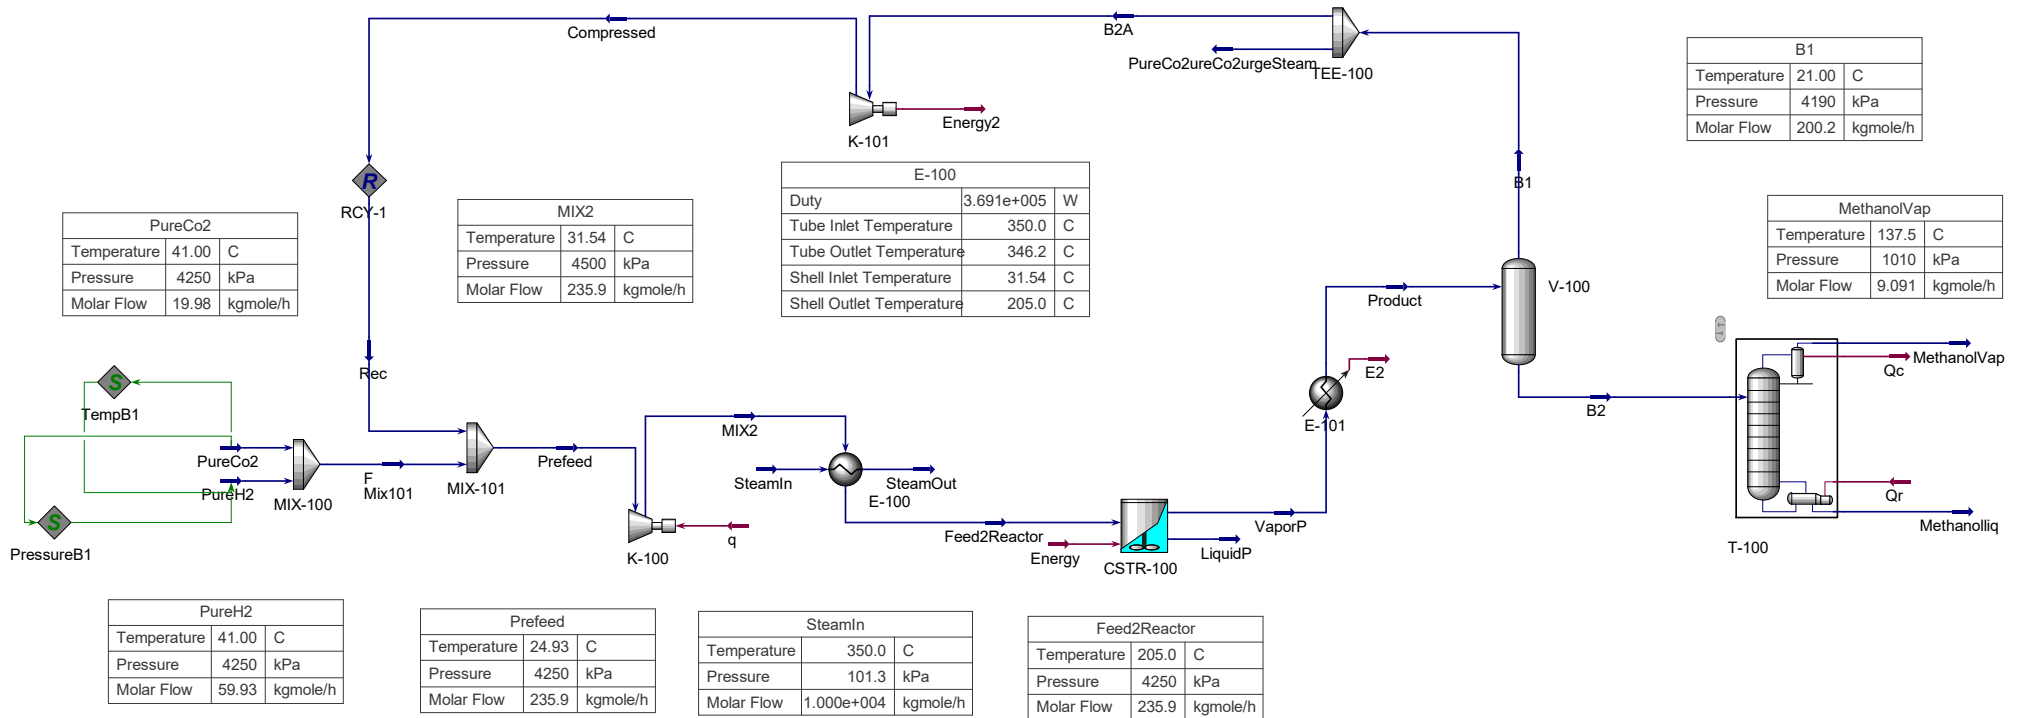 Compressed
B2A
PureCo2ureCo2urgeSteam
TEE-100
K-101
Energy2
B1
Temperature 21.00 C
Pressure 4190 kPa
Molar Flow 200.2 kgmole/h
R
RCY-1
E-100
Duty 3.691e+005 W
Tube Inlet Temperature 350.0 C
Tube Outlet Temperature 346.2 C
Shell Inlet Temperature 31.54 C
Shell Outlet Temperature 205.0 C
B1
PureCo2
Temperature 41.00 C
Pressure 4250 kPa
Molar Flow 19.98 kgmole/h
MIX2
Temperature 31.54 C
Pressure 4500 kPa
Molar Flow 235.9 kgmole/h
MethanolVap
Temperature 137.5 C
Pressure 1010 kPa
Molar Flow 9.091 kgmole/h
Product
V-100
S
TempB1
Rec
E2
E-101
MethanolVap
Qc
B2
PureCo2
PureH2
MIX-100
F
Mix101
MIX-101
Prefeed
MIX2
SteamIn
SteamOut
E-100
Qr
Methanolliq
T-100
S
PressureB1
K-100
q
Feed2Reactor
Energy
CSTR-100
VaporP
LiquidP
PureH2
Temperature 41.00 C
Pressure 4250 kPa
Molar Flow 59.93 kgmole/h
Prefeed
Temperature 24.93 C
Pressure 4250 kPa
Molar Flow 235.9 kgmole/h
SteamIn
Temperature 350.0 C
Pressure 101.3 kPa
Molar Flow 1.000e+004 kgmole/h
Feed2Reactor
Temperature 205.0 C
Pressure 4250 kPa
Molar Flow 235.9 kgmole/h